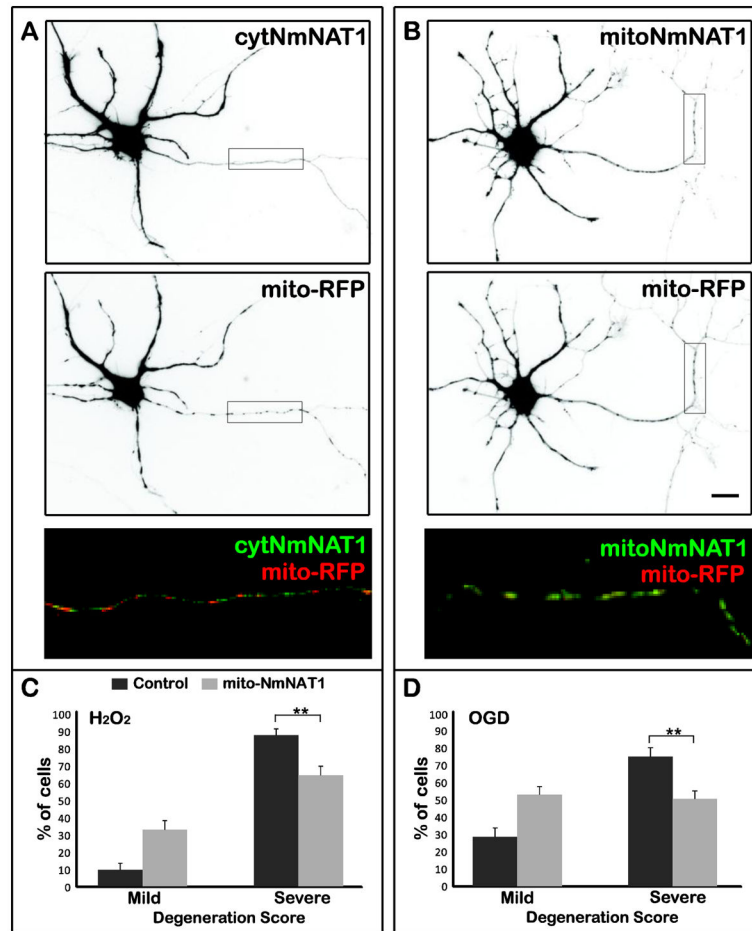 A
cytNmNAT1
mito-RFP
cytNmNAT1
mito-RFP
B
mitoNmNAT1
mito-RFP
mitoNmNAT1
mito-RFP
C
Control
mito-NmNAT1
H₂O₂
**
100
90
80
70
60
50
40
30
20
10
0
% of cells
Mild
Severe
Degeneration Score
D
OGD
**
100
90
80
70
60
50
40
30
20
10
0
% of cells
Mild
Severe
Degeneration Score